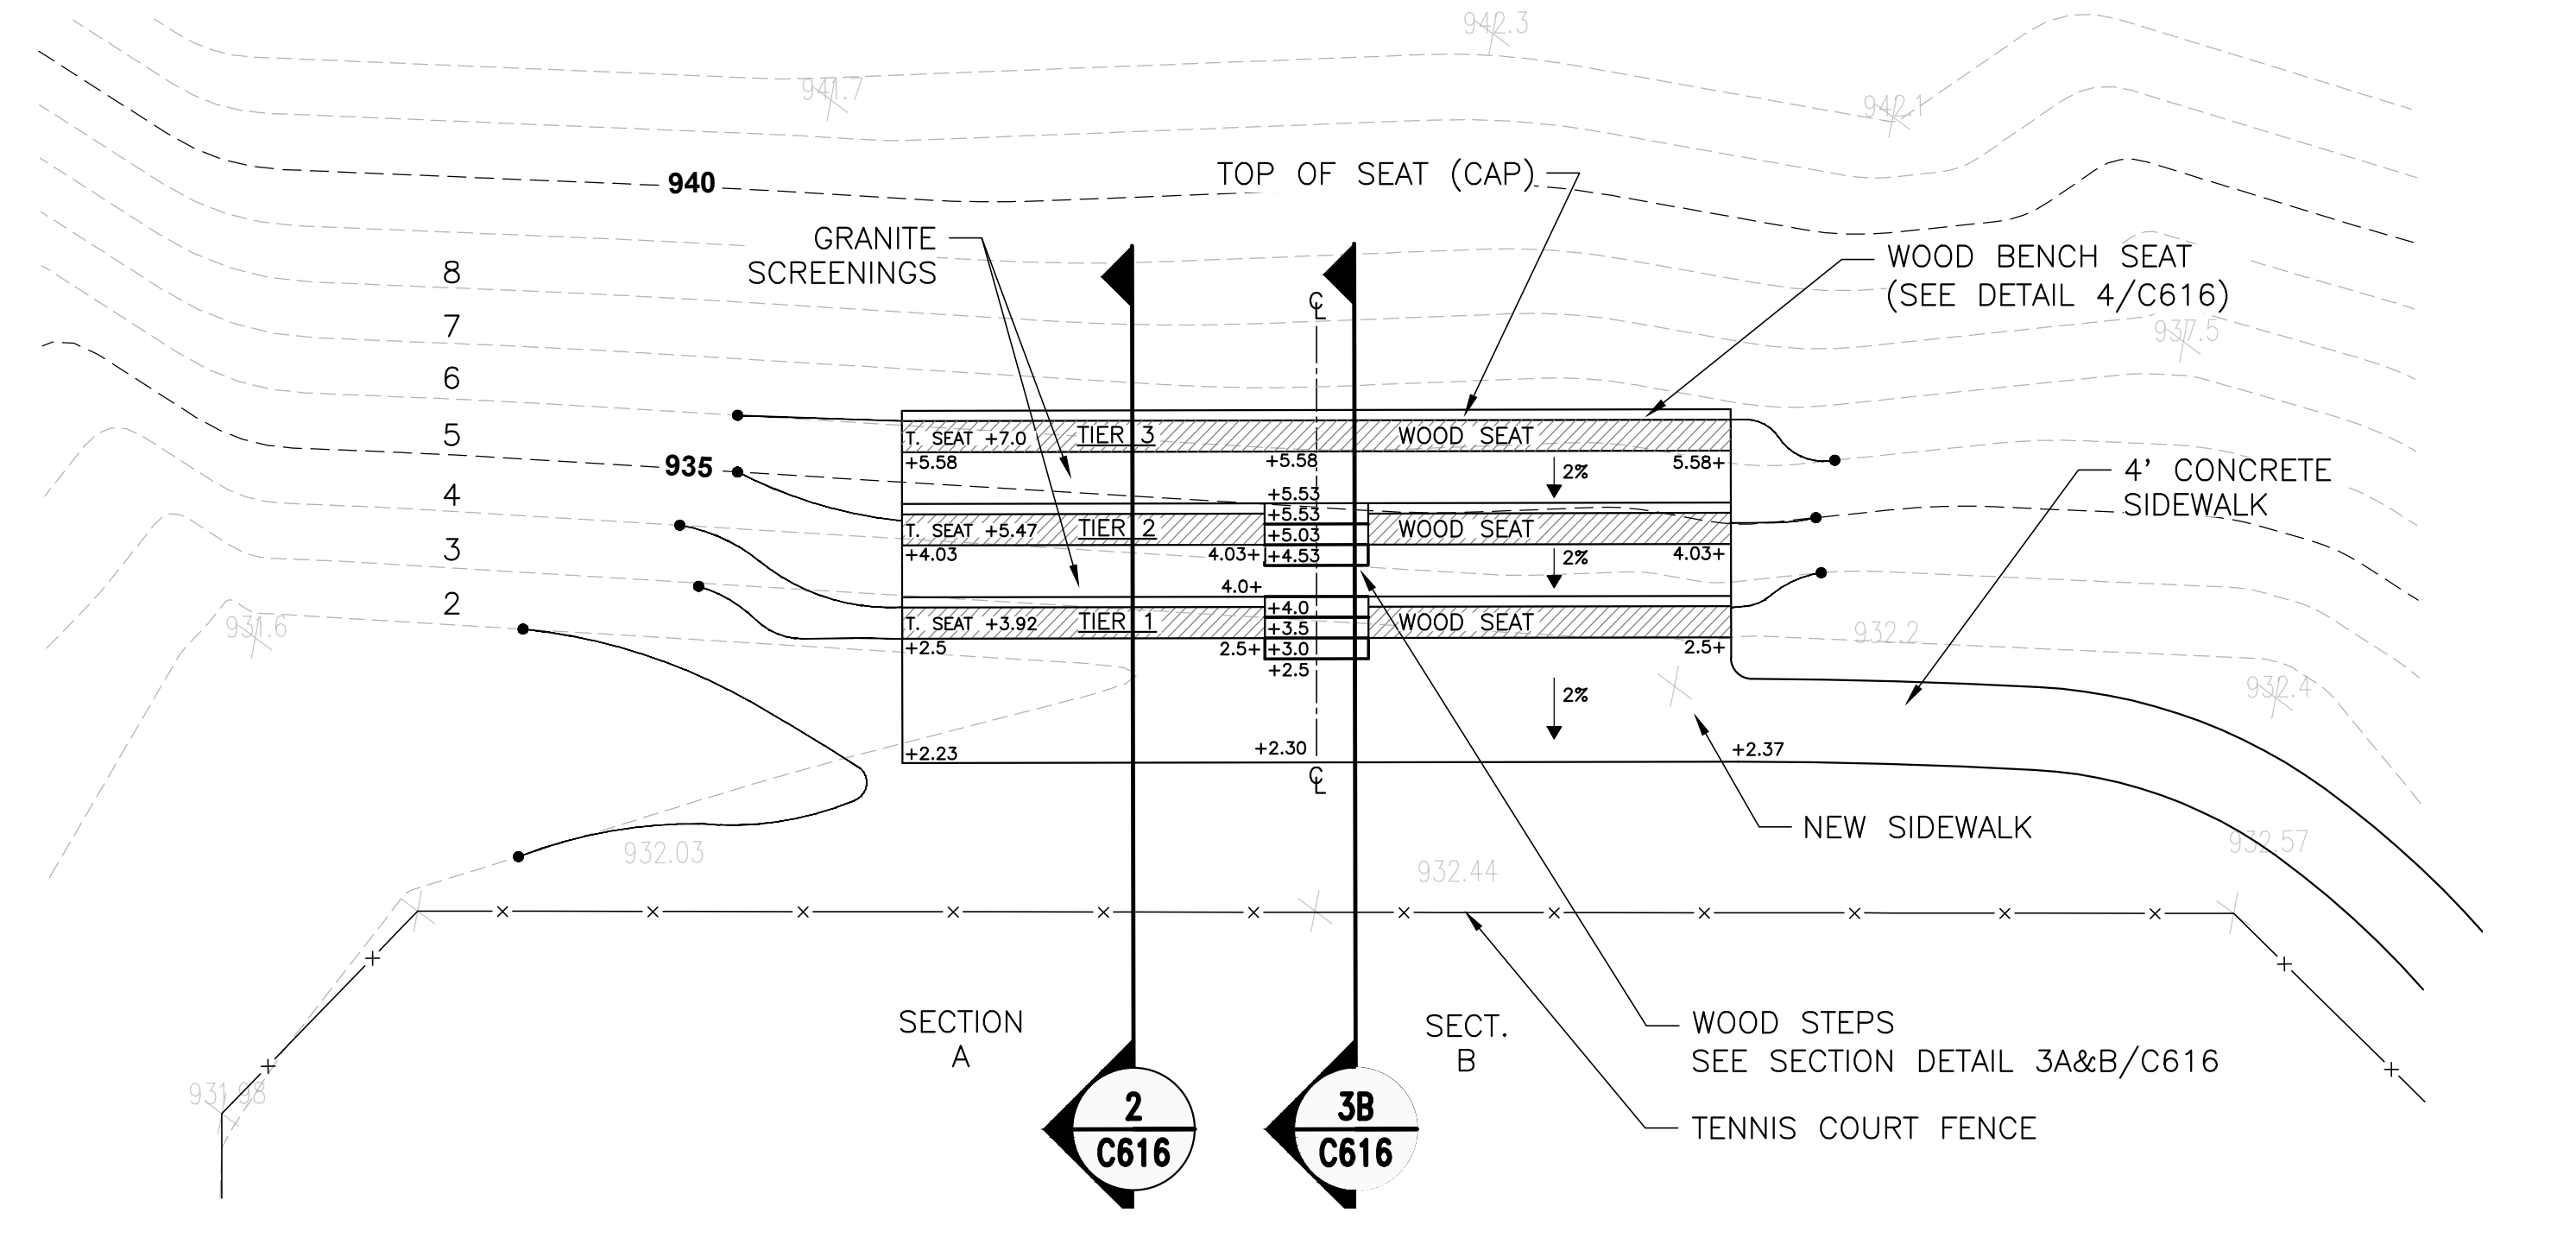 942.3
941.7
942.1
940
TOP OF SEAT (CAP)
GRANITE
SCREENINGS
WOOD BENCH SEAT
(SEE DETAIL 4/C616)
937.5
8
7
6
5
935
4
3
2
℄
T. SEAT +7.0
TIER 3
WOOD SEAT
+5.58
+5.58
5.58+
2%
+5.53
+5.53
T. SEAT +5.47
TIER 2
+5.03
WOOD SEAT
+4.03
4.03+
+4.53
2%
4.03+
4.0+
+4.0
T. SEAT +3.92
TIER 1
+3.5
WOOD SEAT
+2.5
2.5+
+3.0
2.5+
+2.5
2%
+2.23
+2.30
+2.37
℄
4' CONCRETE
SIDEWALK
931.6
932.2
932.4
NEW SIDEWALK
932.03
932.44
932.57
931.98
SECTION
A
SECT.
B
WOOD STEPS
SEE SECTION DETAIL 3A&B/C616
TENNIS COURT FENCE
2
C616
3B
C616